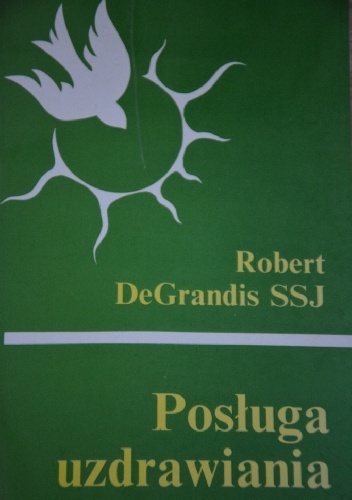 Robert
DeGrandis SSJ
Posługa
uzdrawiania